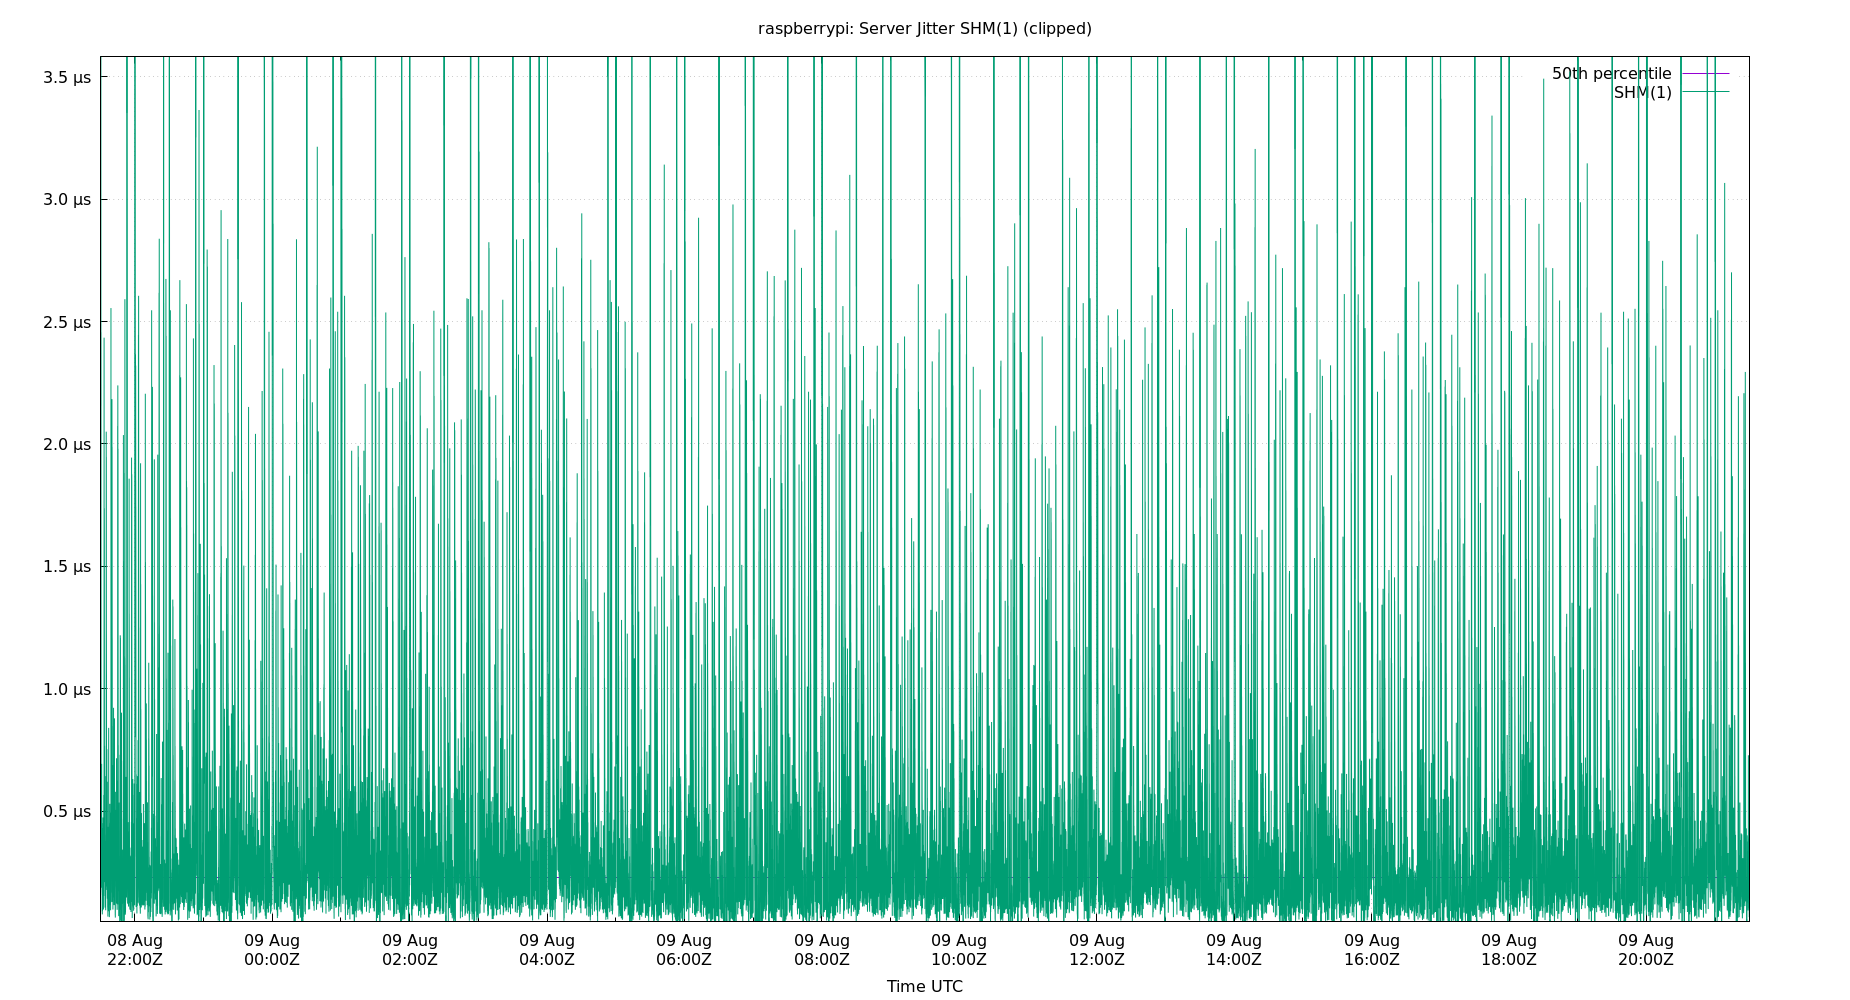 raspberrypi: Server Jitter SHM(1) (clipped)
50th percentile
SHM(1)
3.5 µs
3.0 µs
2.5 µs
2.0 µs
1.5 µs
1.0 µs
0.5 µs
08 Aug 09 Aug 09 Aug 09 Aug 09 Aug 09 Aug 09 Aug 09 Aug 09 Aug 09 Aug 09 Aug 09 Aug
22:00Z 00:00Z 02:00Z 04:00Z 06:00Z 08:00Z 10:00Z 12:00Z 14:00Z 16:00Z 18:00Z 20:00Z
Time UTC